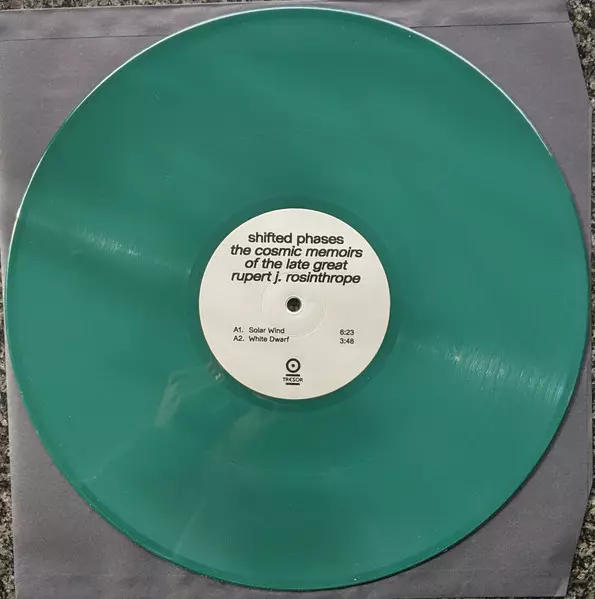 shifted phases
the cosmic memoirs
of the late great
rupert j. rosinthrope
A1. Solar Wind 6:23
A2. White Dwarf 3:48
TRESOR